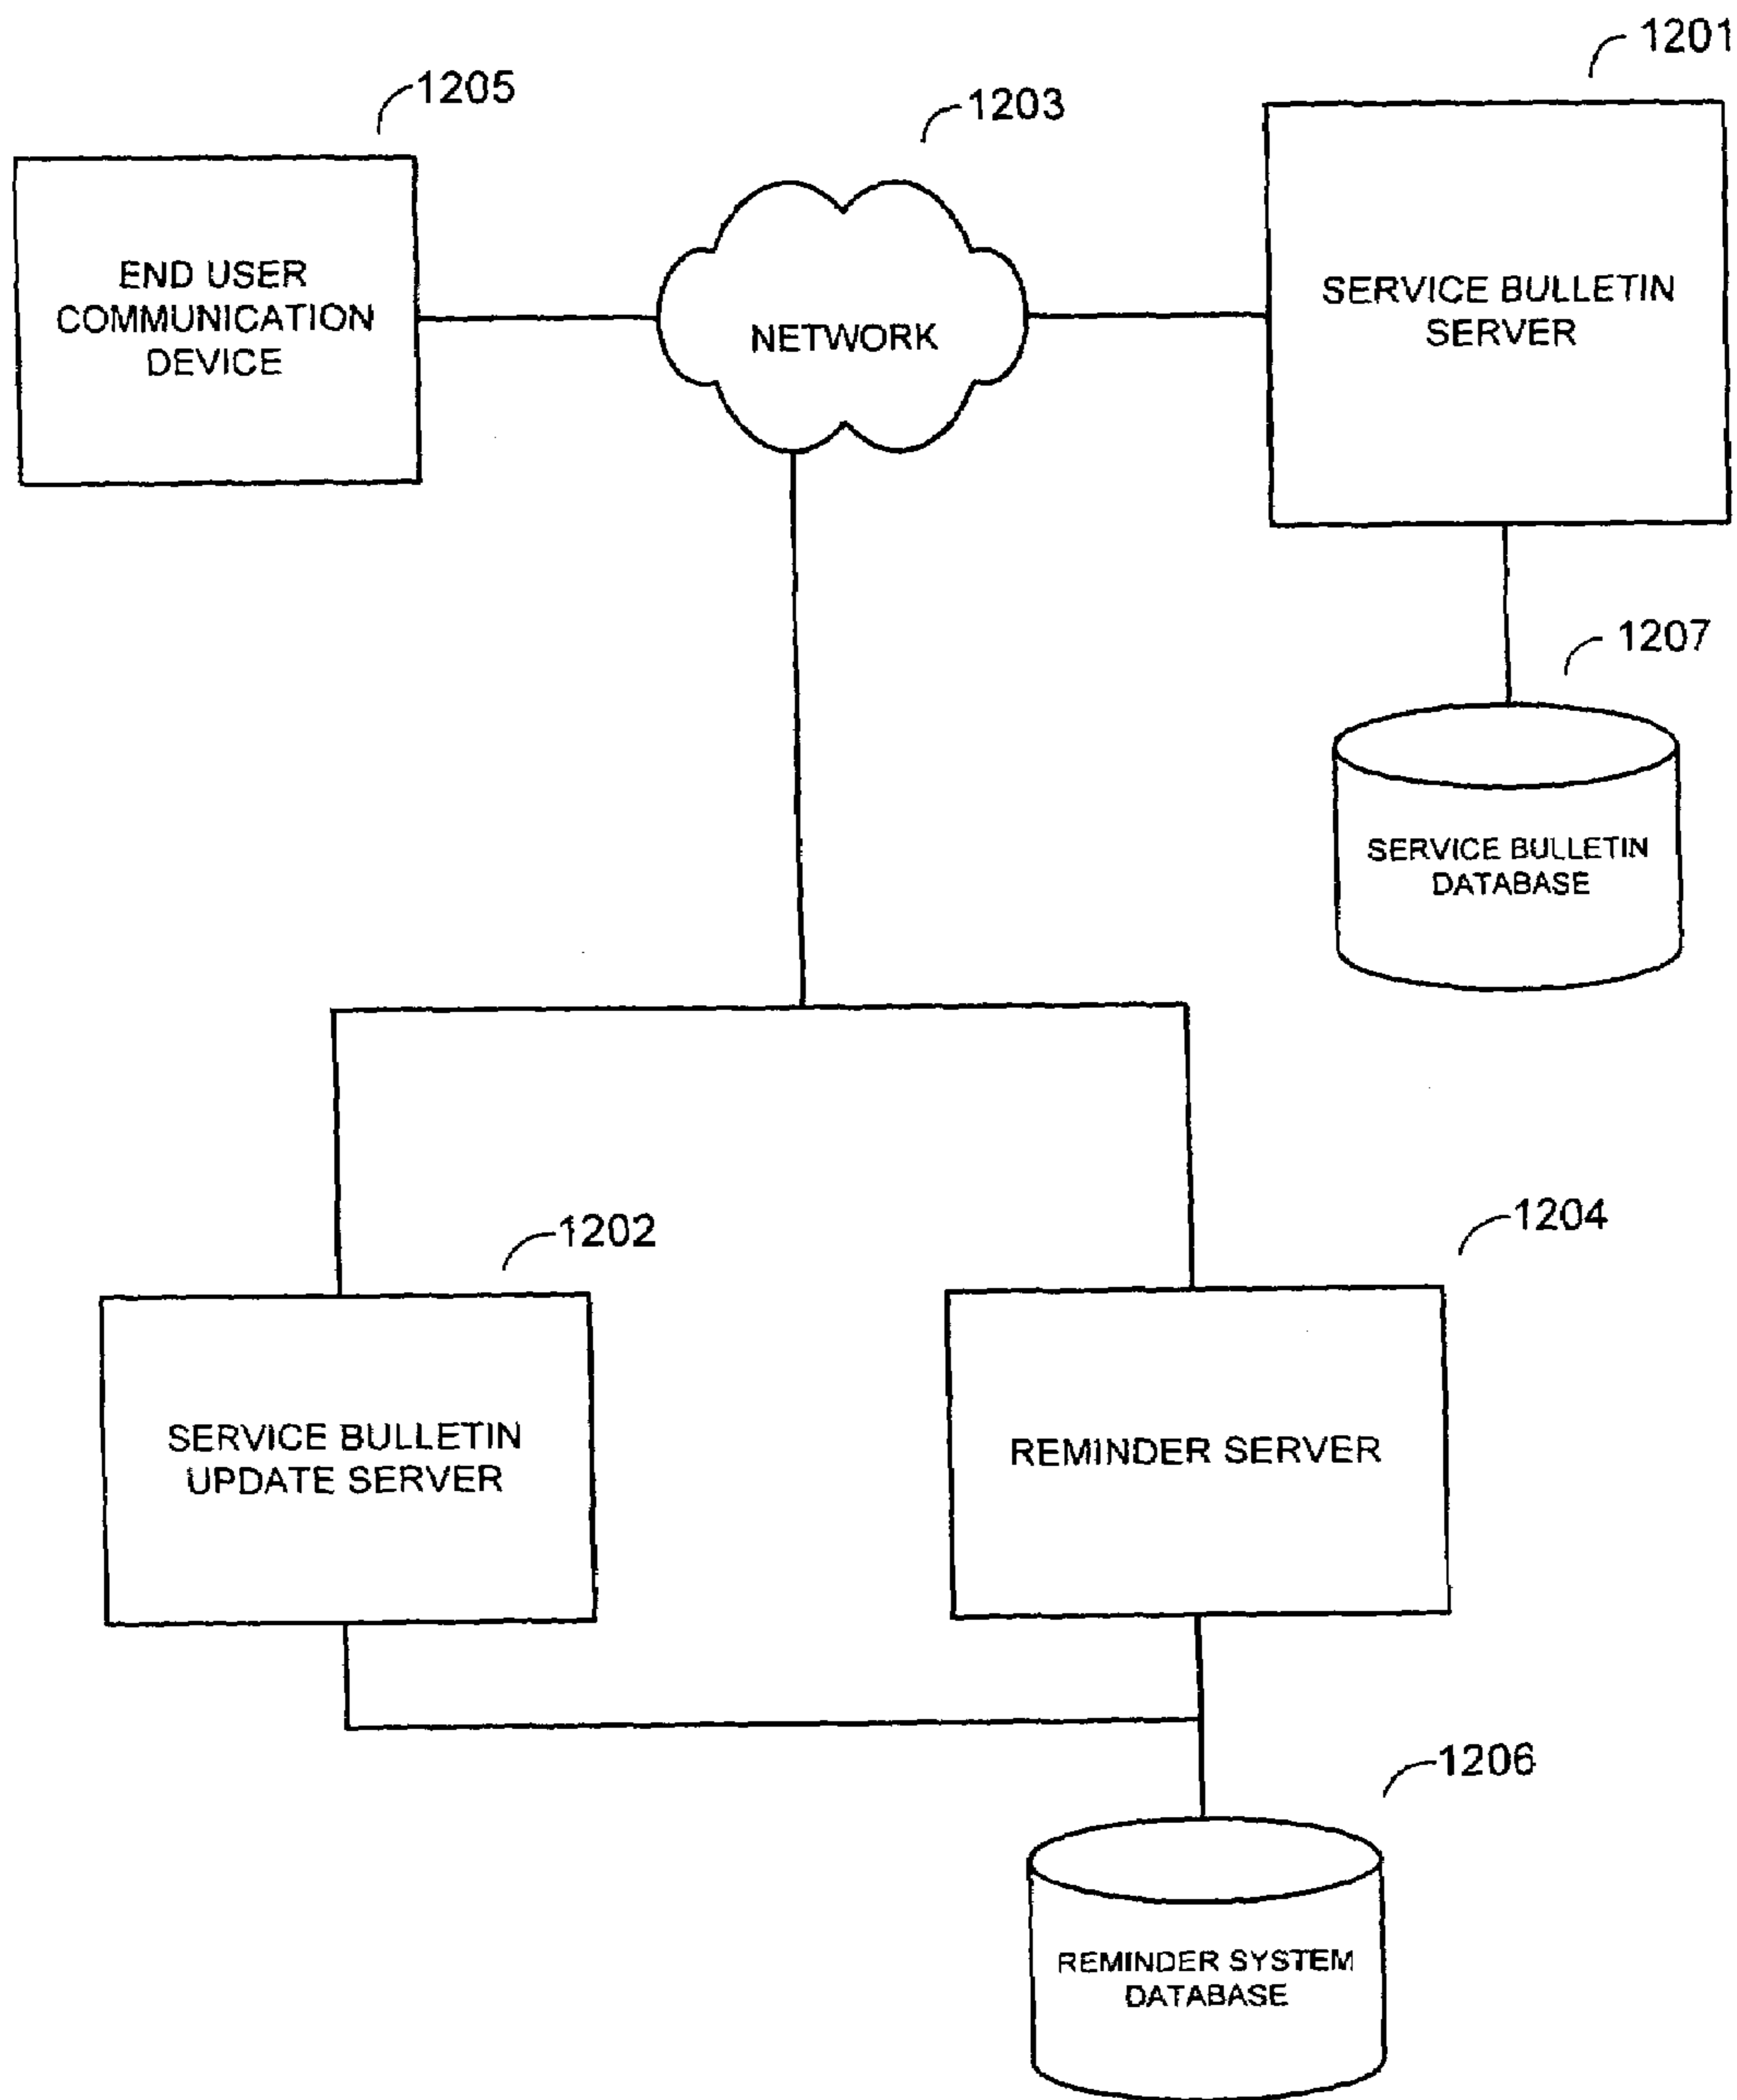 1201
1205
1203
END USER
COMMUNICATION
DEVICE
NETWORK
SERVICE BULLETIN
SERVER
1207
SERVICE BULLETIN
DATABASE
1202
1204
SERVICE BULLETIN
UPDATE SERVER
REMINDER SERVER
1206
REMINDER SYSTEM
DATABASE